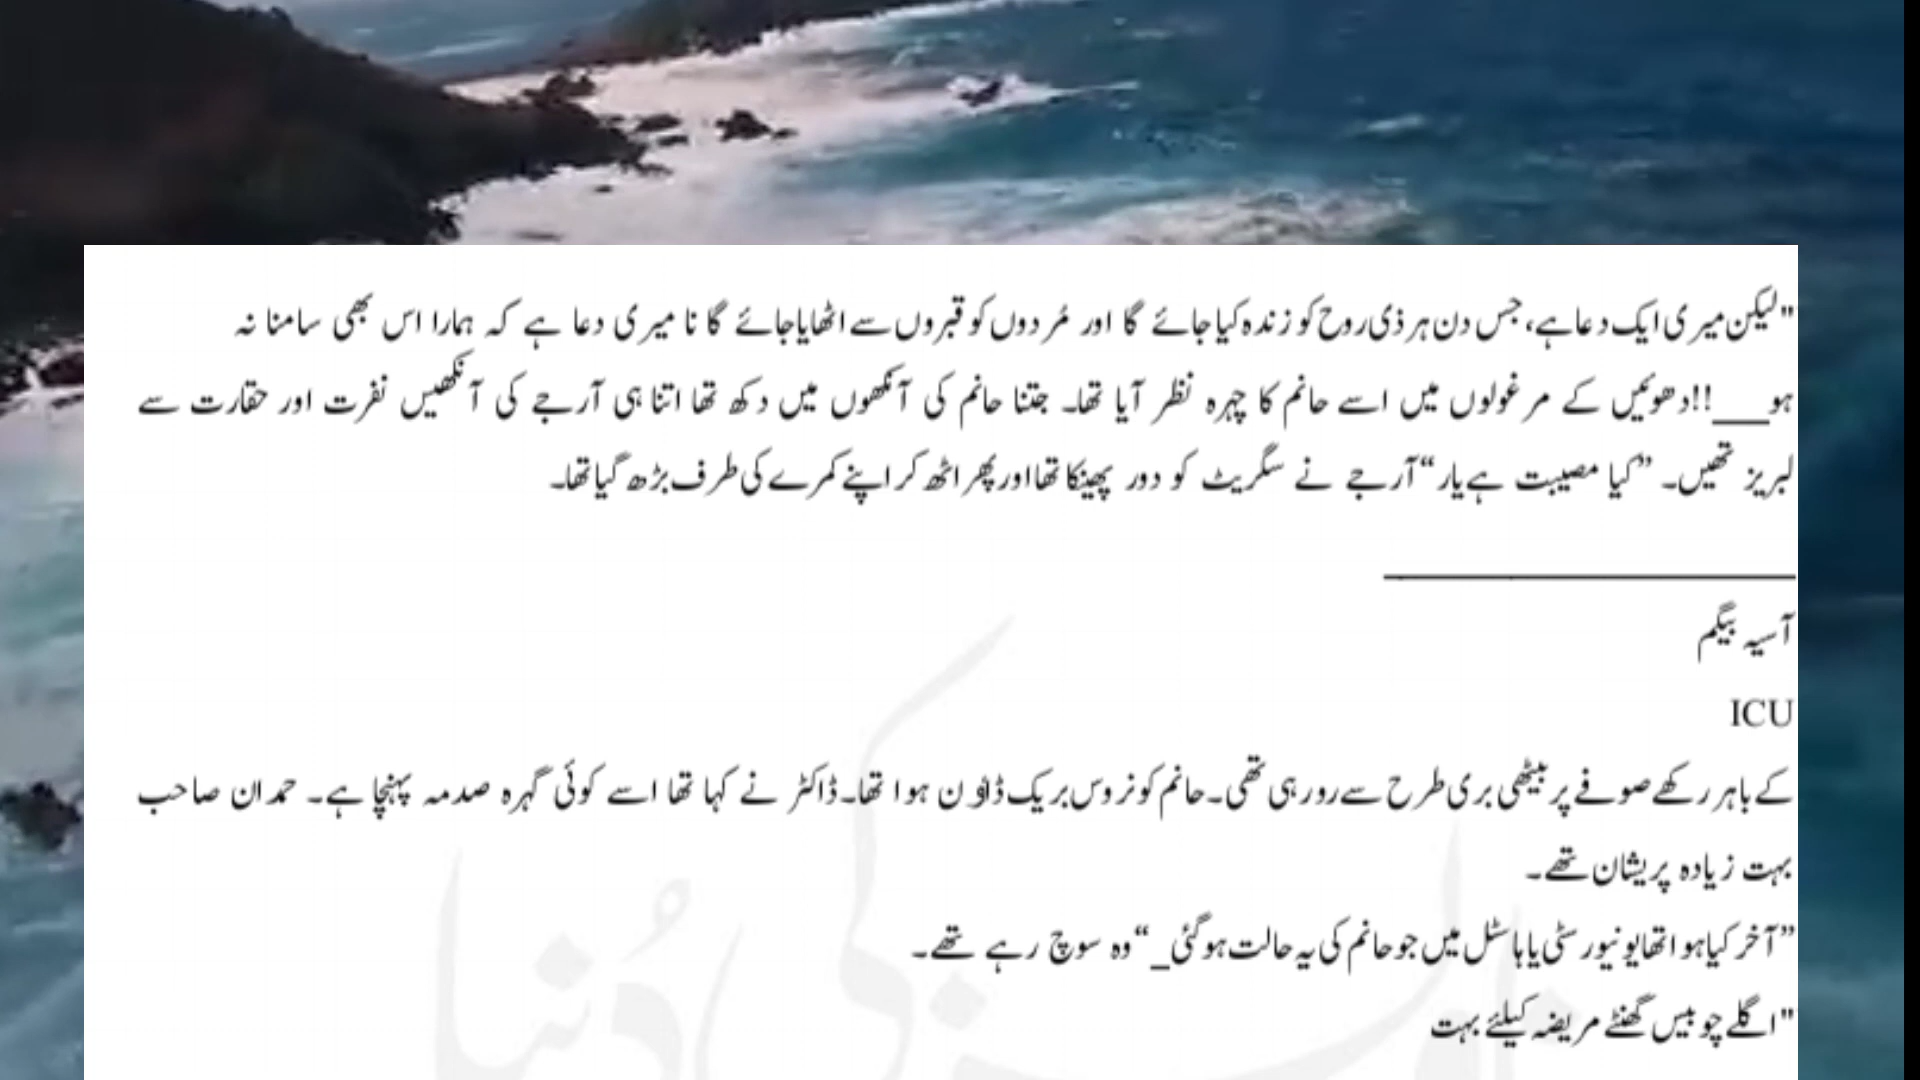 "لیکن میری ایک دعا ہے، جس دن ہر ذی روح کو زندہ کیا جائے گا اور مُردوں کو قبروں سے اٹھایا جائے گا نا میری دعا ہے کہ ہمارا اس بھی سامنا نہ
ہو___!!دھوئیں کے مرغولوں میں اسے حانم کا چہرہ نظر آیا تھا۔ جتنا حانم کی آنکھوں میں دکھ تھا اتنا ہی آرجے کی آنکھیں نفرت اور حقارت سے
لبریز تھیں۔ ”کیا مصیبت ہے یار“ آرجے نے سگریٹ کو دور پھینکا تھا اور پھر اٹھ کر اپنے کمرے کی طرف بڑھ گیا تھا۔
آسیہ بیگم
ICU
کے باہر رکھے صوفے پر بیٹھی بری طرح سے رو رہی تھی۔ حانم کو نروس بریک ڈاؤن ہوا تھا۔ ڈاکٹر نے کہا تھا اسے کوئی گہرہ صدمہ پہنچا ہے۔ حمدان صاحب
بہت زیادہ پریشان تھے۔
”آخر کیا ہوا تھا یونیورسٹی یا ہاسٹل میں جو حانم کی یہ حالت ہوگئی_“ وہ سوچ رہے تھے۔
"اگلے چوبیس گھنٹے مریضہ کیلئے بہت
کی دُنیا